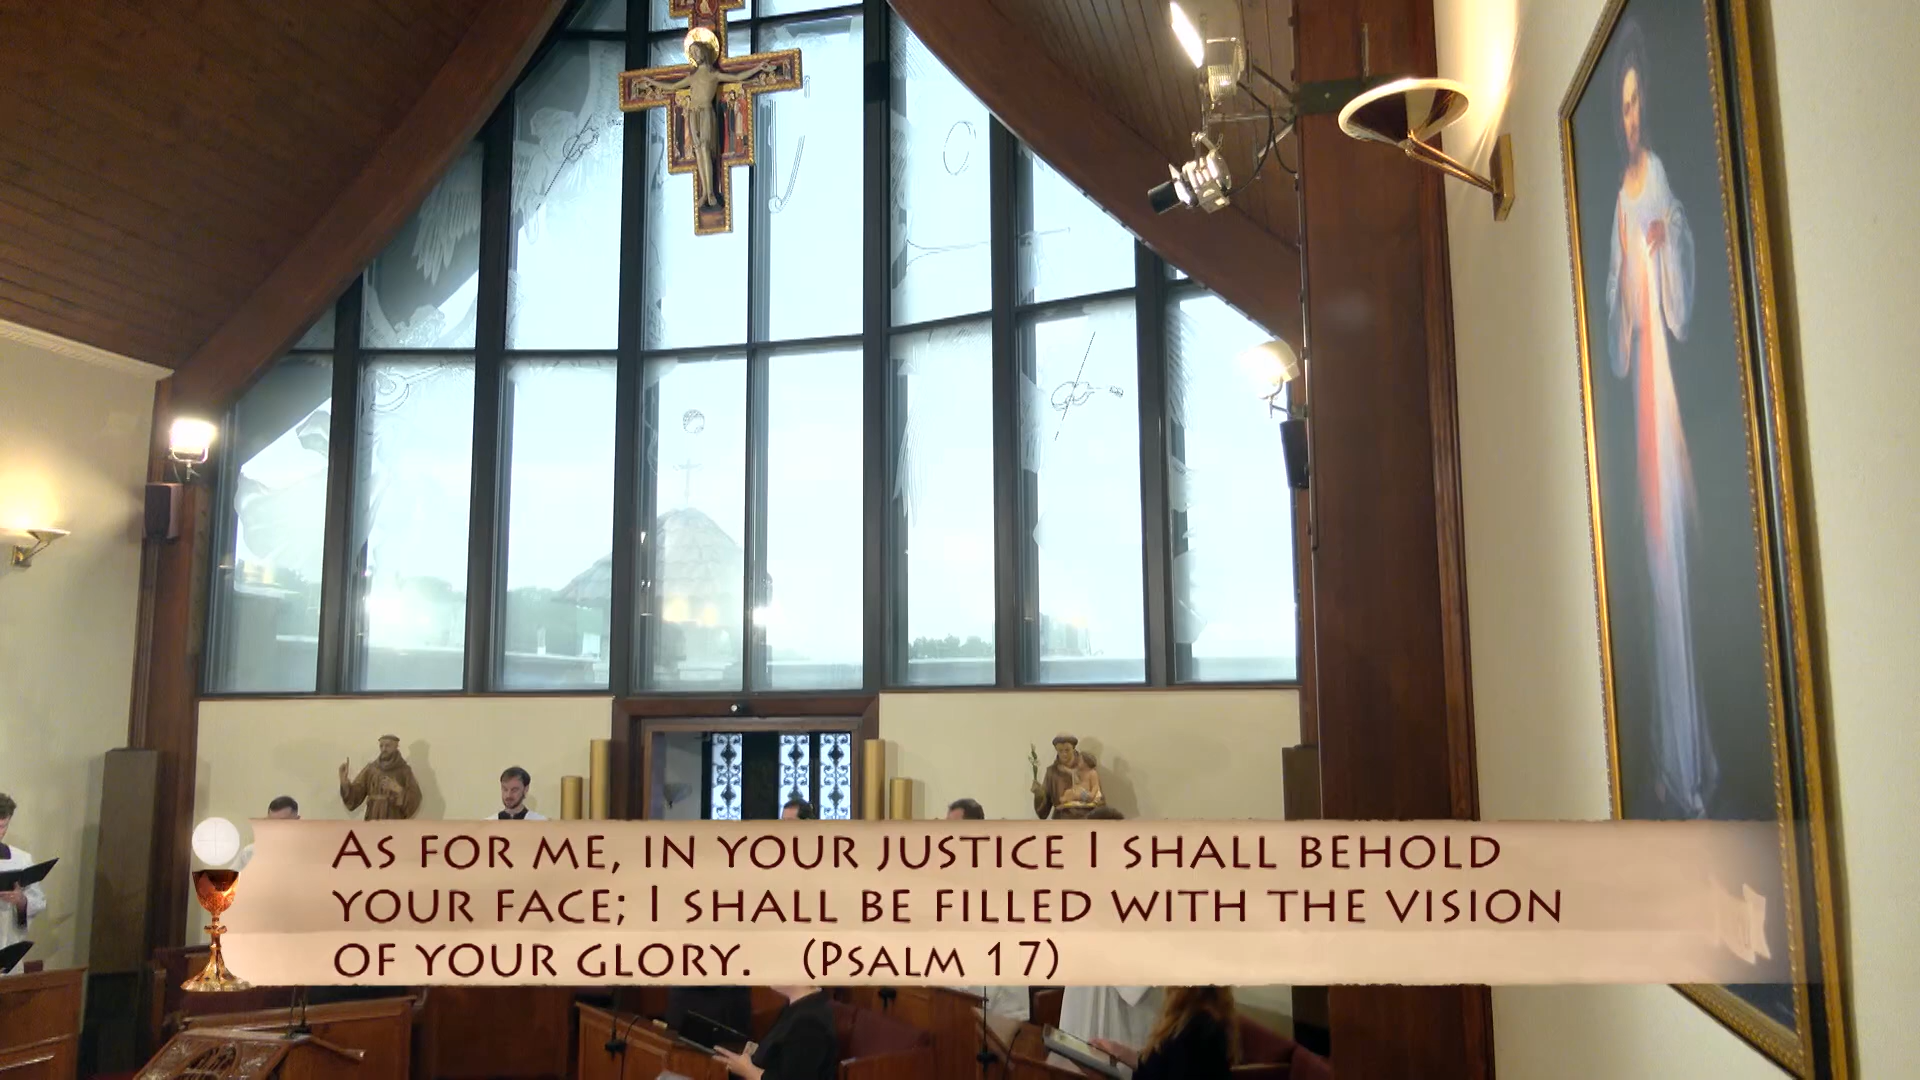 As for me, in your justice I shall behold
your face; I shall be filled with the vision
of your glory. (Psalm 17)